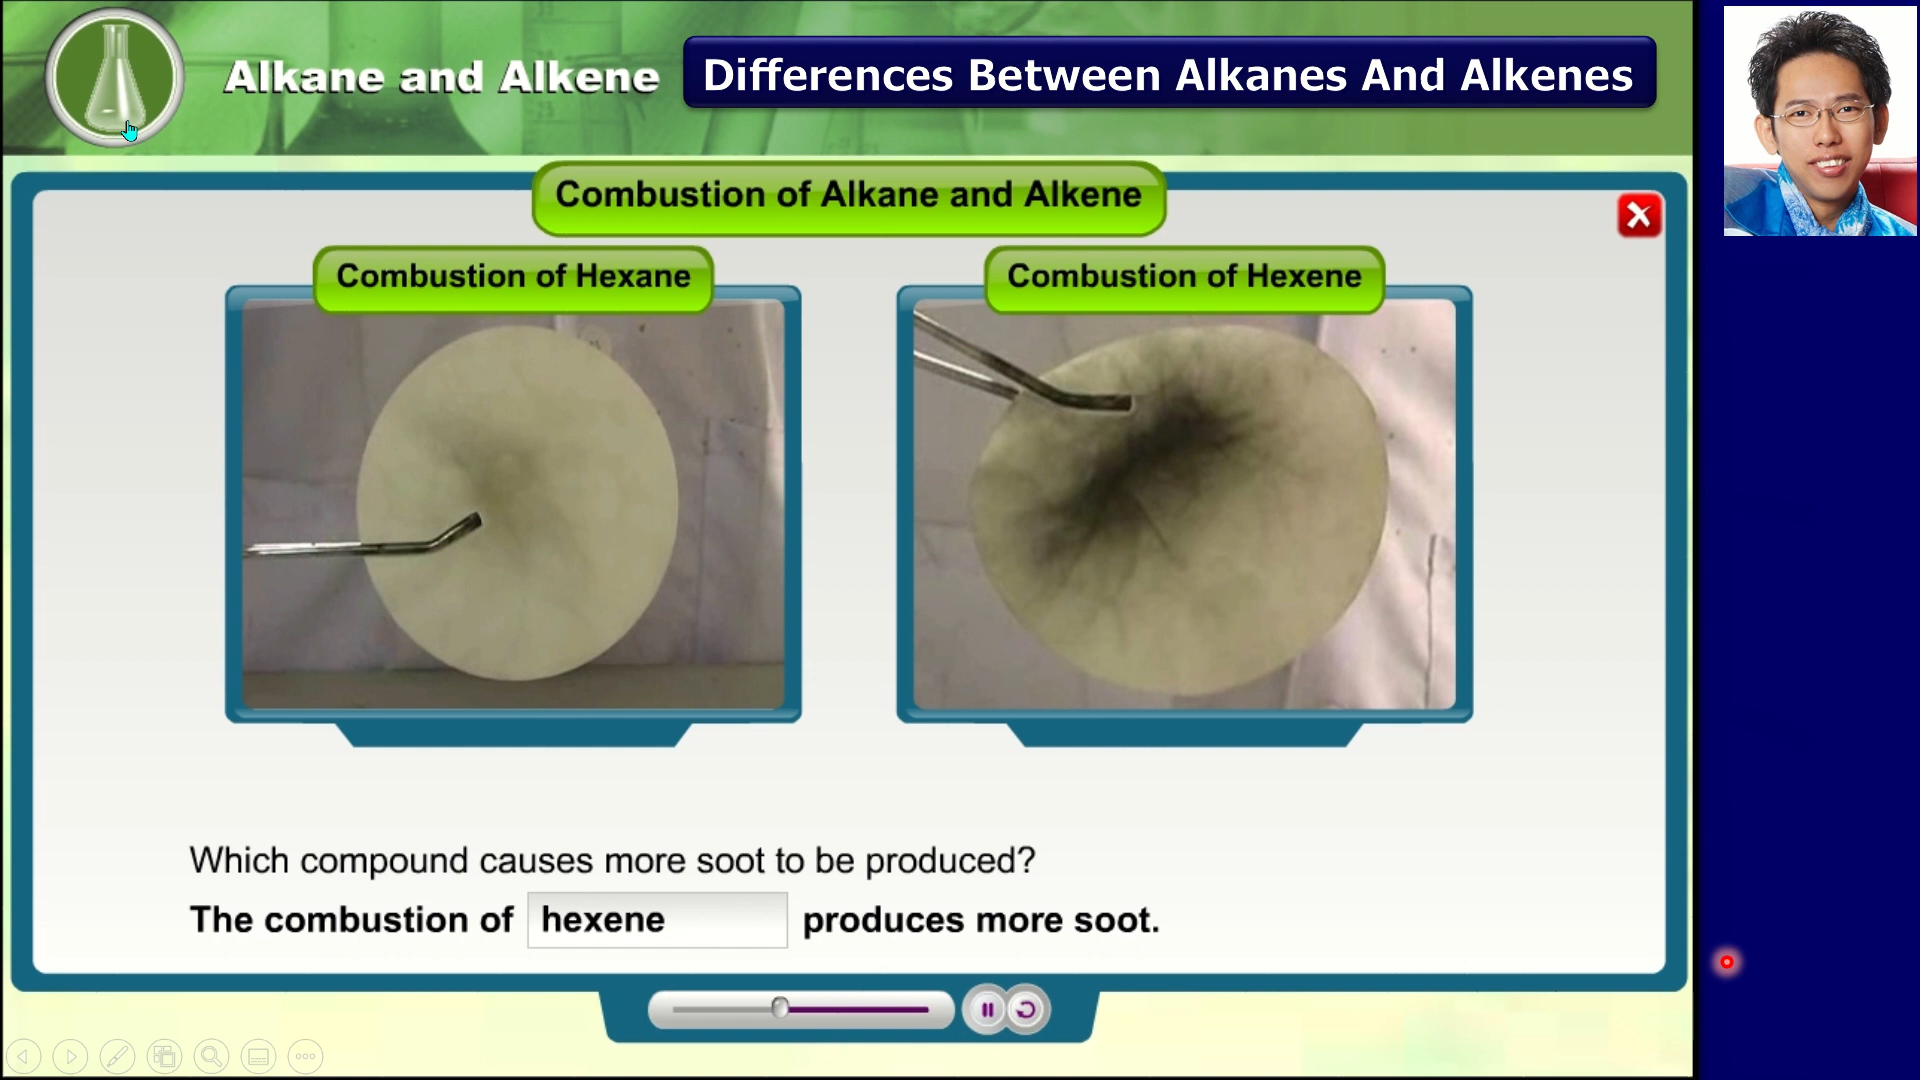 Alkane and Alkene
Differences Between Alkanes And Alkenes
Combustion of Alkane and Alkene
Combustion of Hexane
Combustion of Hexene
Which compound causes more soot to be produced?
The combustion of hexene produces more soot.